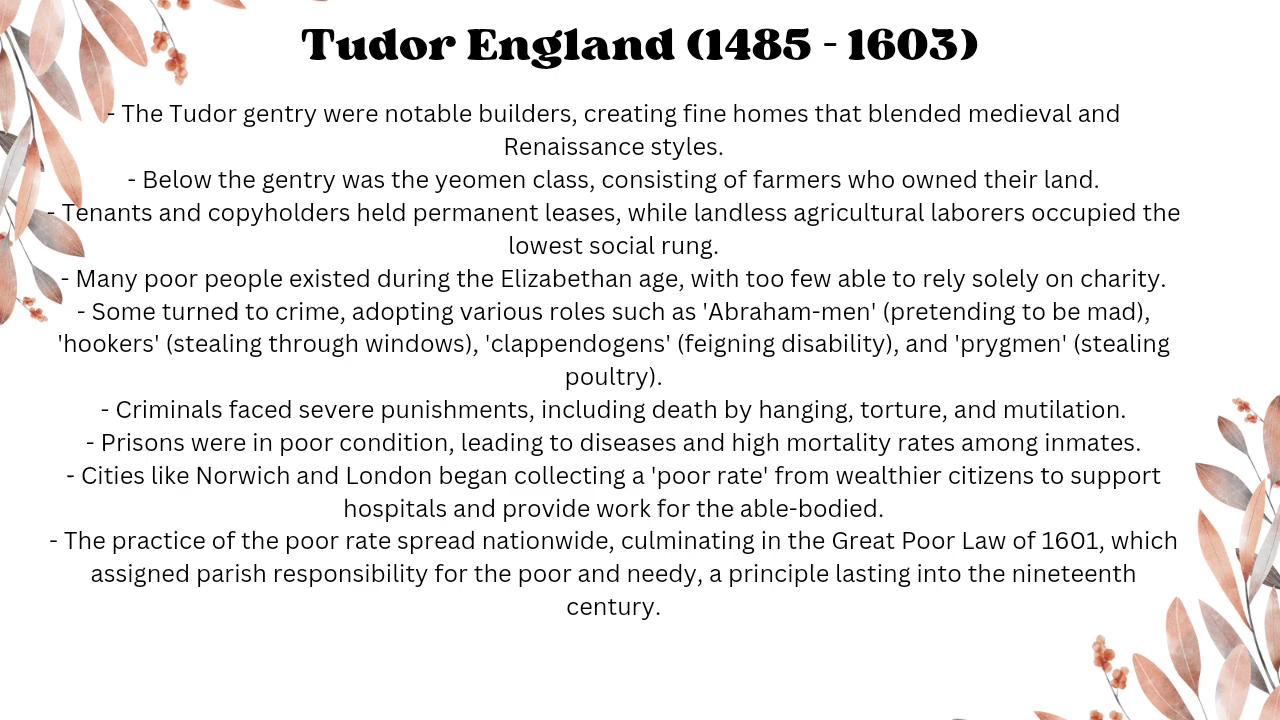 Tudor England (1485 - 1603)
- The Tudor gentry were notable builders, creating fine homes that blended medieval and
Renaissance styles.
- Below the gentry was the yeomen class, consisting of farmers who owned their land.
- Tenants and copyholders held permanent leases, while landless agricultural laborers occupied the
lowest social rung.
- Many poor people existed during the Elizabethan age, with too few able to rely solely on charity.
- Some turned to crime, adopting various roles such as 'Abraham-men' (pretending to be mad),
'hookers' (stealing through windows), 'clappendogens' (feigning disability), and 'prygmen' (stealing
poultry).
- Criminals faced severe punishments, including death by hanging, torture, and mutilation.
- Prisons were in poor condition, leading to diseases and high mortality rates among inmates.
- Cities like Norwich and London began collecting a 'poor rate' from wealthier citizens to support
hospitals and provide work for the able-bodied.
- The practice of the poor rate spread nationwide, culminating in the Great Poor Law of 1601, which
assigned parish responsibility for the poor and needy, a principle lasting into the nineteenth
century.